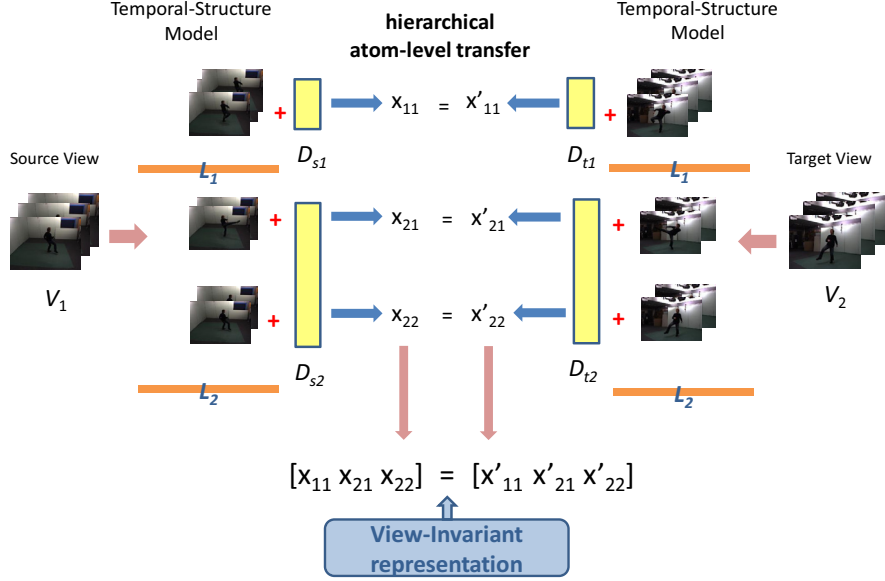 Temporal-Structure
Model
hierarchical
atom-level transfer
Temporal-Structure
Model
+
x11 = x'11
+
Ds1
Dt1
Source View
L1
L1
Target View
+
x21 = x'21
+
V1
V2
+
x22 = x'22
+
Ds2
Dt2
L2
L2
[x11 x21 x22] = [x'11 x'21 x'22]
View-Invariant
representation